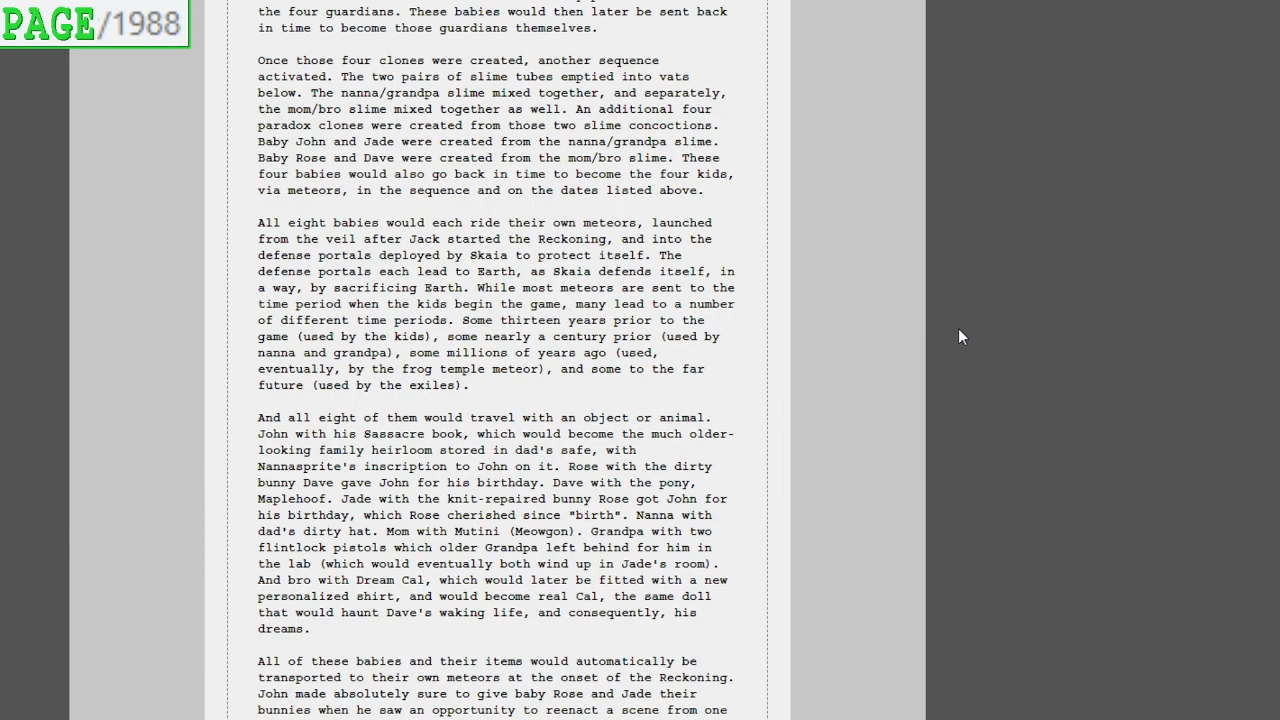 PAGE/1988
the four guardians. These babies would then later be sent back
in time to become those guardians themselves.
Once those four clones were created, another sequence
activated. The two pairs of slime tubes emptied into vats
below. The nanna/grandpa slime mixed together, and separately,
the mom/bro slime mixed together as well. An additional four
paradox clones were created from those two slime concoctions.
Baby John and Jade were created from the nanna/grandpa slime.
Baby Rose and Dave were created from the mom/bro slime. These
four babies would also go back in time to become the four kids,
via meteors, in the sequence and on the dates listed above.
All eight babies would each ride their own meteors, launched
from the veil after Jack started the Reckoning, and into the
defense portals deployed by Skaia to protect itself. The
defense portals each lead to Earth, as Skaia defends itself, in
a way, by sacrificing Earth. While most meteors are sent to the
time period when the kids begin the game, many lead to a number
of different time periods. Some thirteen years prior to the
game (used by the kids), some nearly a century prior (used by
nanna and grandpa), some millions of years ago (used,
eventually, by the frog temple meteor), and some to the far
future (used by the exiles).
And all eight of them would travel with an object or animal.
John with his Sassacre book, which would become the much older-
looking family heirloom stored in dad's safe, with
Nannasprite's inscription to John on it. Rose with the dirty
bunny Dave gave John for his birthday. Dave with the pony,
Maplehoof. Jade with the knit-repaired bunny Rose got John for
his birthday, which Rose cherished since "birth". Nanna with
dad's dirty hat. Mom with Mutini (Meowgon). Grandpa with two
flintlock pistols which older Grandpa left behind for him in
the lab (which would eventually both wind up in Jade's room).
And bro with Dream Cal, which would later be fitted with a new
personalized shirt, and would become real Cal, the same doll
that would haunt Dave's waking life, and consequently, his
dreams.
All of these babies and their items would automatically be
transported to their own meteors at the onset of the Reckoning.
John made absolutely sure to give baby Rose and Jade their
bunnies when he saw an opportunity to reenact a scene from one